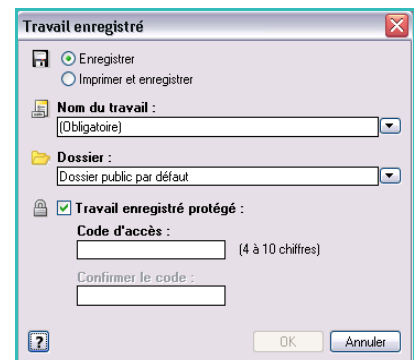 Travail enregistré
Enregistrer
Imprimer et enregistrer
Nom du travail :
(Obligatoire)
Dossier :
Dossier public par défaut
Travail enregistré protégé :
Code d'accès :
(4 à 10 chiffres)
Confirmer le code :
?
OK Annuler